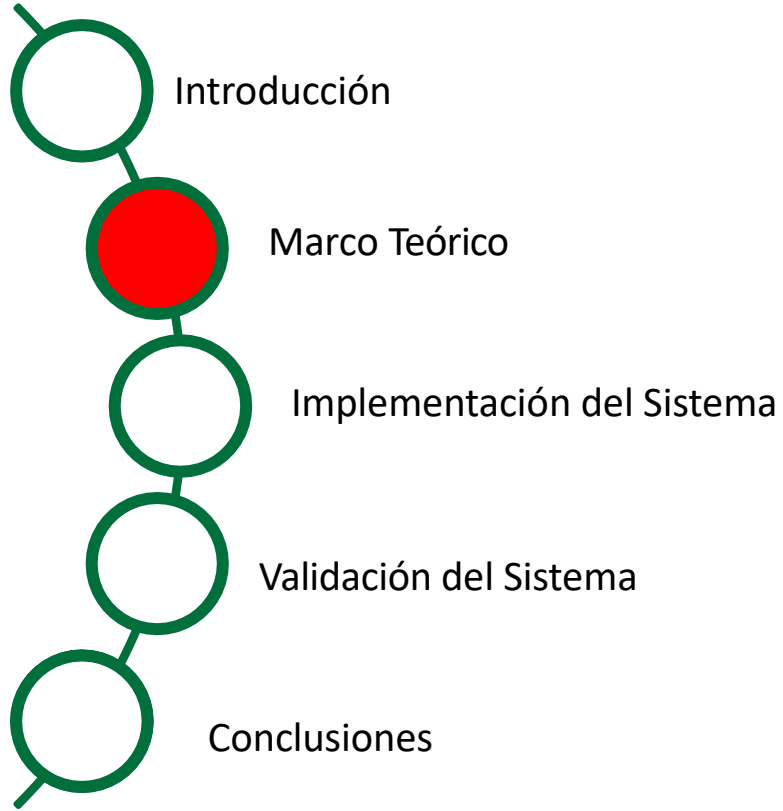 Introducción
Marco Teórico
Implementación del Sistema
Validación del Sistema
Conclusiones